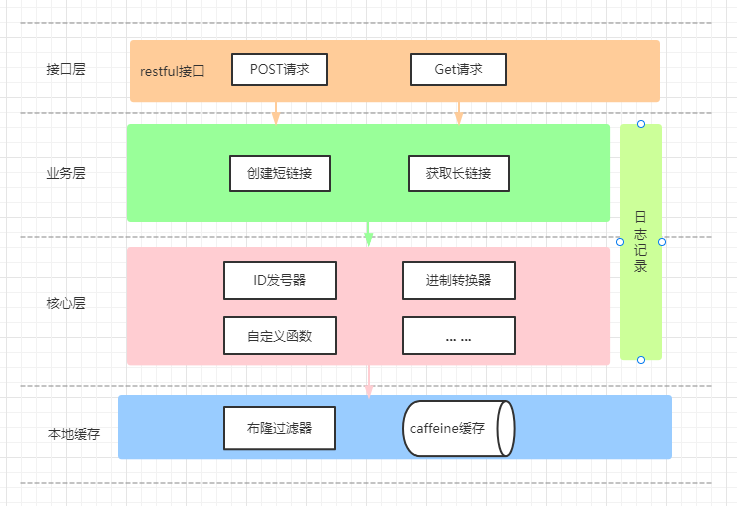 接口层
restful接口
POST请求
Get请求
业务层
创建短链接
获取长链接
日志记录
核心层
ID发号器
进制转换器
自定义函数
... ...
本地缓存
布隆过滤器
caffeine缓存